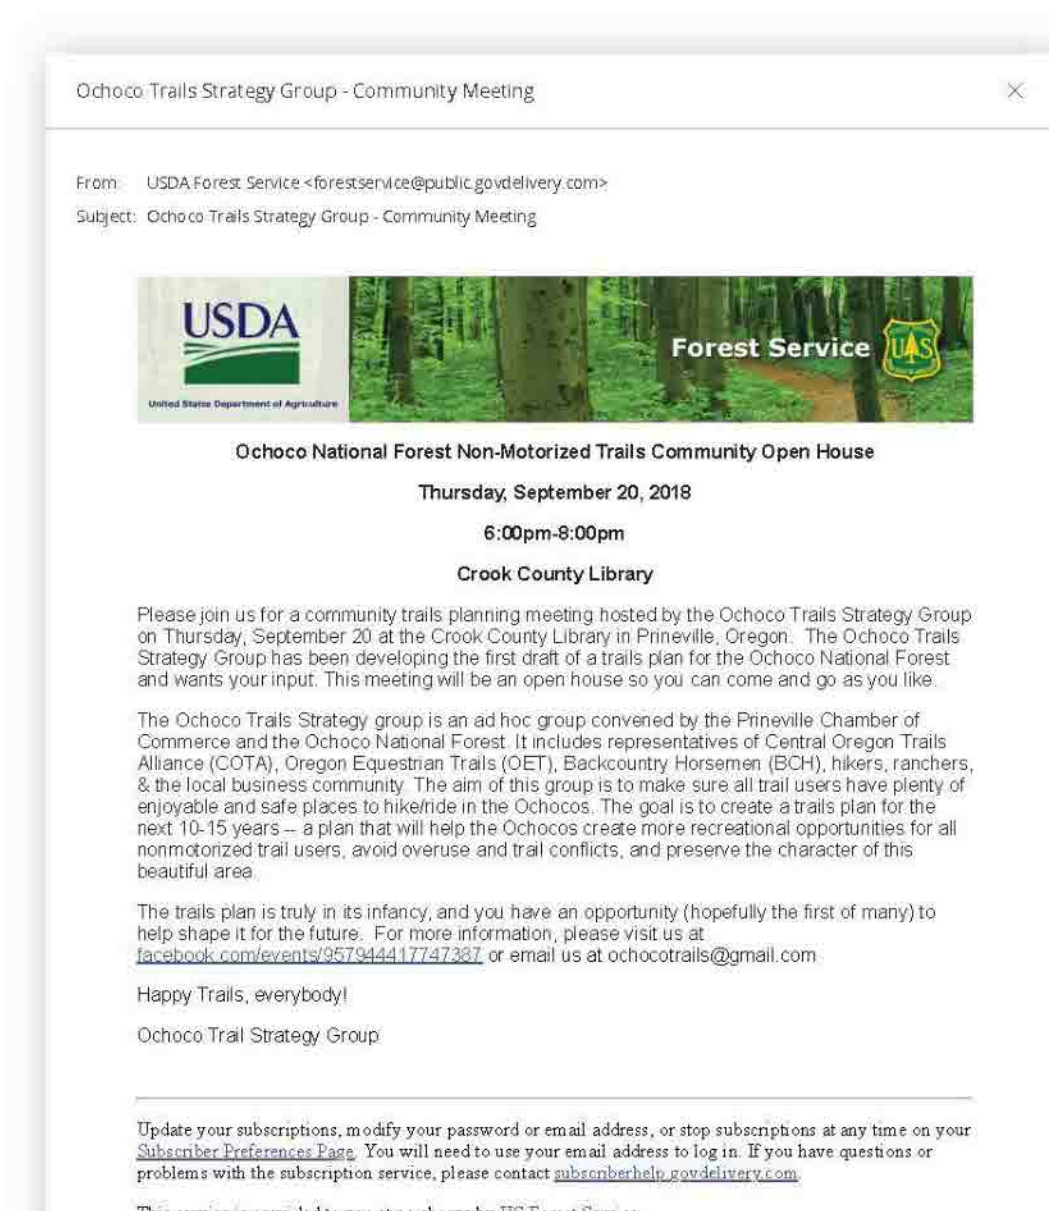 Ochoco Trails Strategy Group - Community Meeting
From: USDA Forest Service <forestservice@public.govdelivery.com>
Subject: Ochoco Trails Strategy Group - Community Meeting
USDA
United States Department of Agriculture
Forest Service
UAS
Ochoco National Forest Non-Motorized Trails Community Open House
Thursday, September 20, 2018
6:00pm-8:00pm
Crook County Library
Please join us for a community trails planning meeting hosted by the Ochoco Trails Strategy Group
on Thursday, September 20 at the Crook County Library in Prineville, Oregon. The Ochoco Trails
Strategy Group has been developing the first draft of a trails plan for the Ochoco National Forest
and wants your input. This meeting will be an open house so you can come and go as you like.
The Ochoco Trails Strategy group is an ad hoc group convened by the Prineville Chamber of
Commerce and the Ochoco National Forest. It includes representatives of Central Oregon Trails
Alliance (COTA), Oregon Equestrian Trails (OET), Backcountry Horsemen (BCH), hikers, ranchers,
& the local business community. The aim of this group is to make sure all trail users have plenty of
enjoyable and safe places to hike/ride in the Ochocos. The goal is to create a trails plan for the
next 10-15 years – a plan that will help the Ochocos create more recreational opportunities for all
nonmotorized trail users, avoid overuse and trail conflicts, and preserve the character of this
beautiful area.
The trails plan is truly in its infancy, and you have an opportunity (hopefully the first of many) to
help shape it for the future. For more information, please visit us at
facebook.com/events/957944417747387 or email us at ochocotrails@gmail.com
Happy Trails, everybody!
Ochoco Trail Strategy Group
Update your subscriptions, modify your password or email address, or stop subscriptions at any time on your
Subscriber Preferences Page. You will need to use your email address to log in. If you have questions or
problems with the subscription service, please contact subscriberhelp.govdelivery.com.